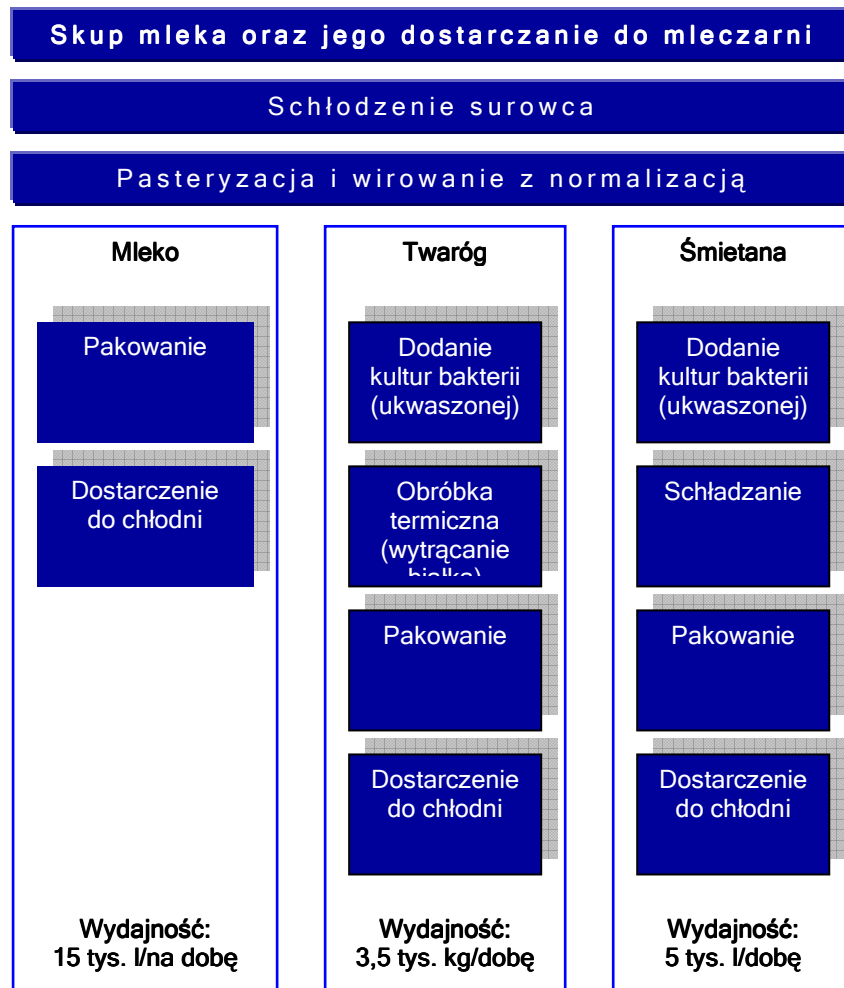 Skup mleka oraz jego dostarczanie do mleczarni
Schłodzenie surowca
Pasteryzacja i wirowanie z normalizacją
Mleko
Pakowanie
Dostarczenie
do chłodni
Wydajność:
15 tys. l/na dobę
Twaróg
Dodanie
kultur bakterii
(ukwaszonej)
Obróbka
termiczna
(wytrącanie
białka)
Pakowanie
Dostarczenie
do chłodni
Wydajność:
3,5 tys. kg/dobę
Śmietana
Dodanie
kultur bakterii
(ukwaszonej)
Schładzanie
Pakowanie
Dostarczenie
do chłodni
Wydajność:
5 tys. l/dobę